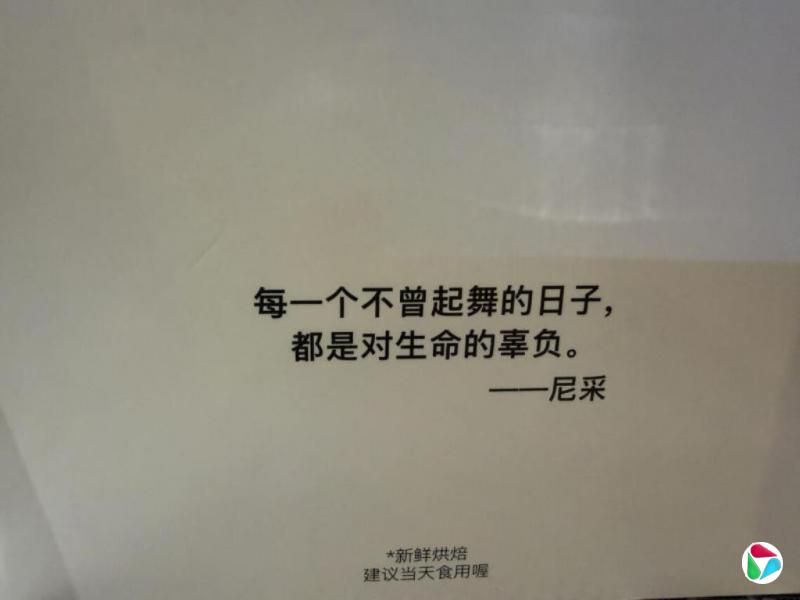 每一个不曾起舞的日子，
都是对生命的辜负。
——尼采
*新鲜烘焙
建议当天食用喔